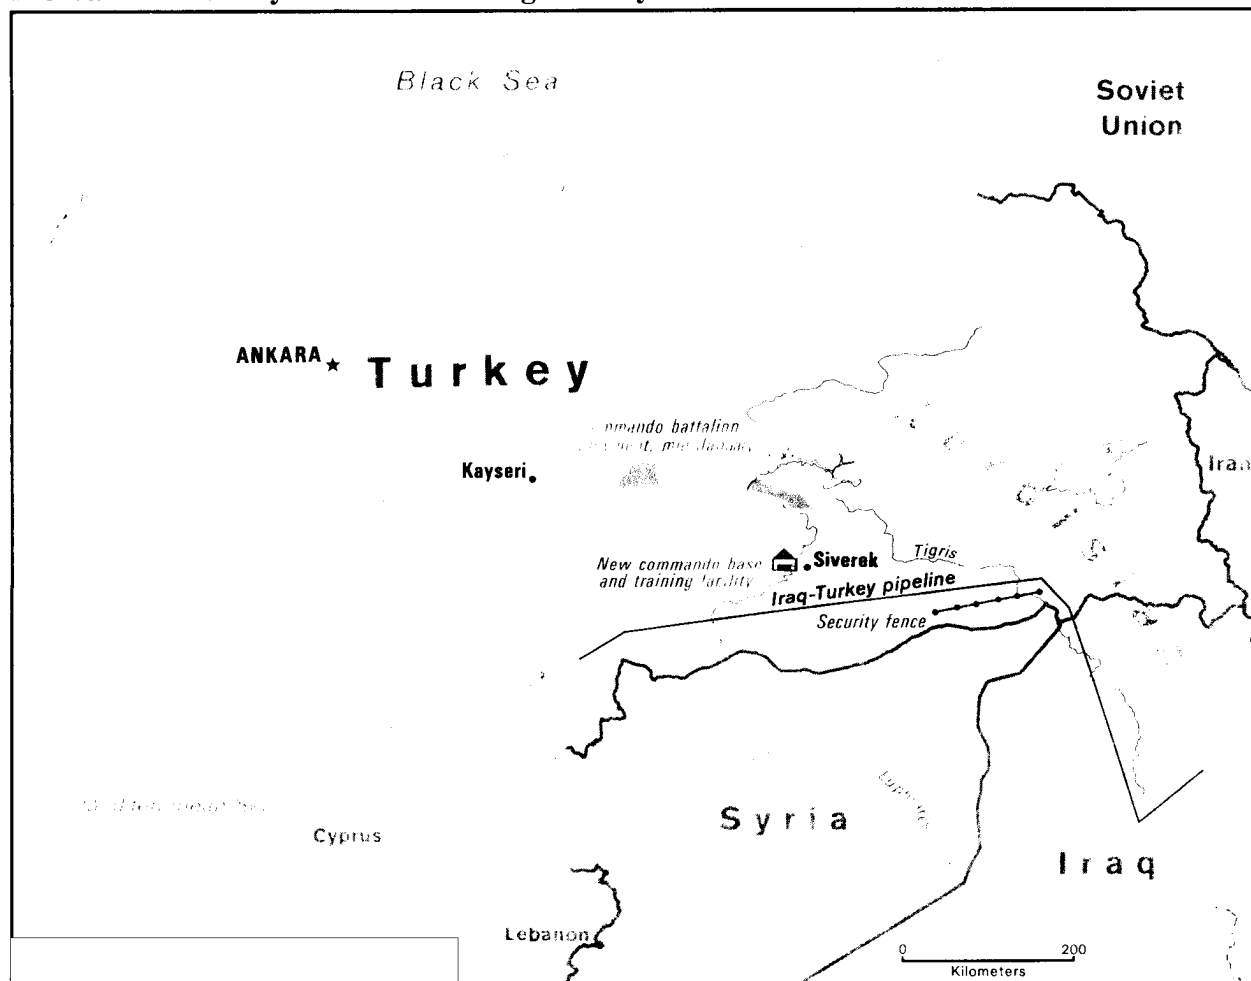 Black Sea
Soviet
Union
ANKARA
Turkey
battalion
Kayseri
Iran
New commando base
and training facility
Siverek
Tigris
Iraq-Turkey pipeline
Security fence
Syria
Cyprus
Iraq
Lebanon
0 200
Kilometers